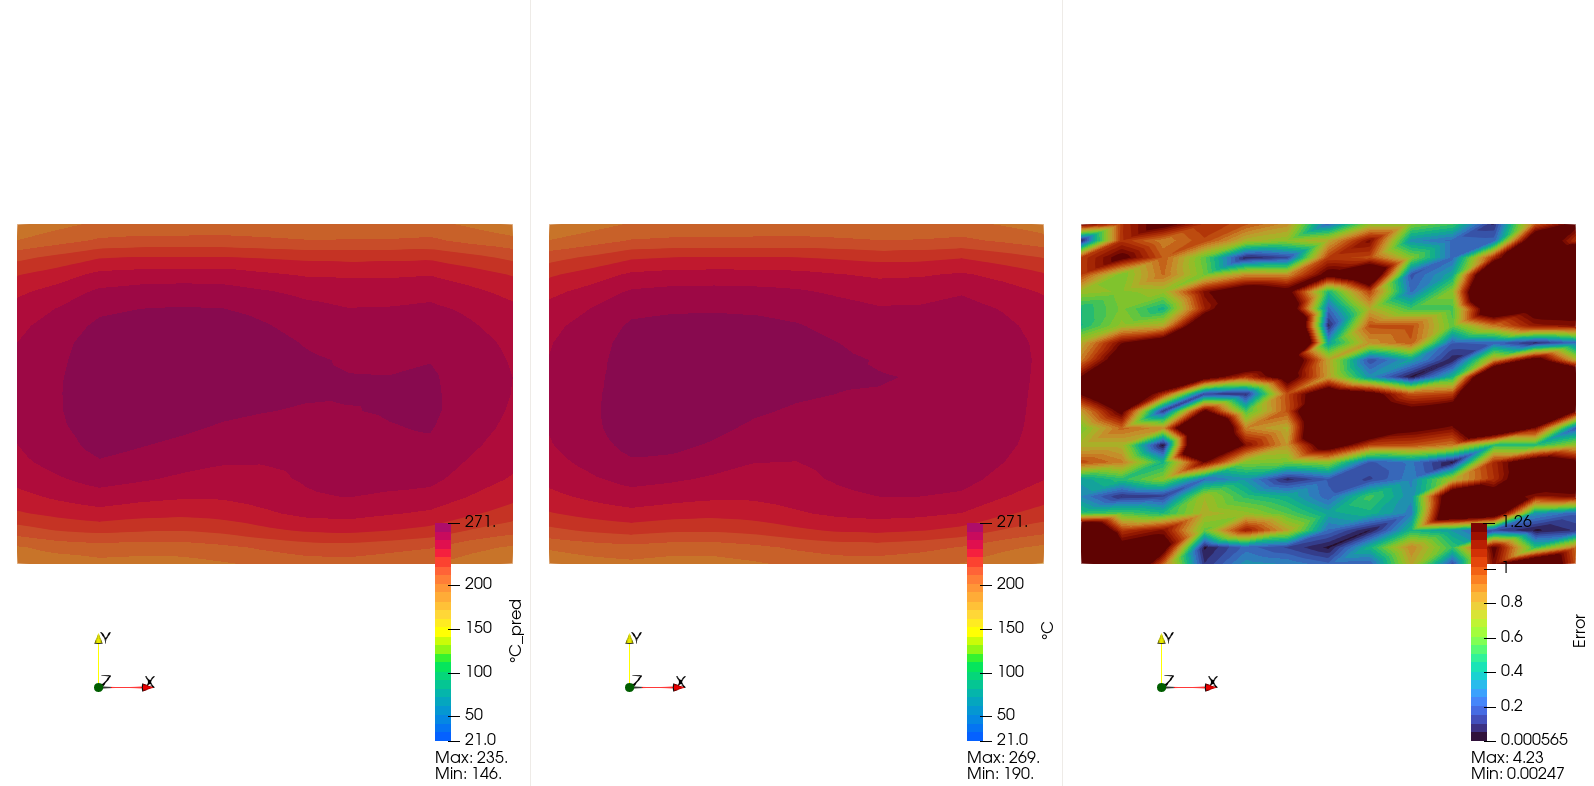 271.
200
150
100
50
21.0
°C_pred
Max: 235.
Min: 146.
Y
Z
X
271.
200
150
100
50
21.0
°C
Max: 269.
Min: 190.
Y
Z
X
1.26
1
0.8
0.6
0.4
0.2
0.000565
Error
Max: 4.23
Min: 0.00247
Y
Z
X